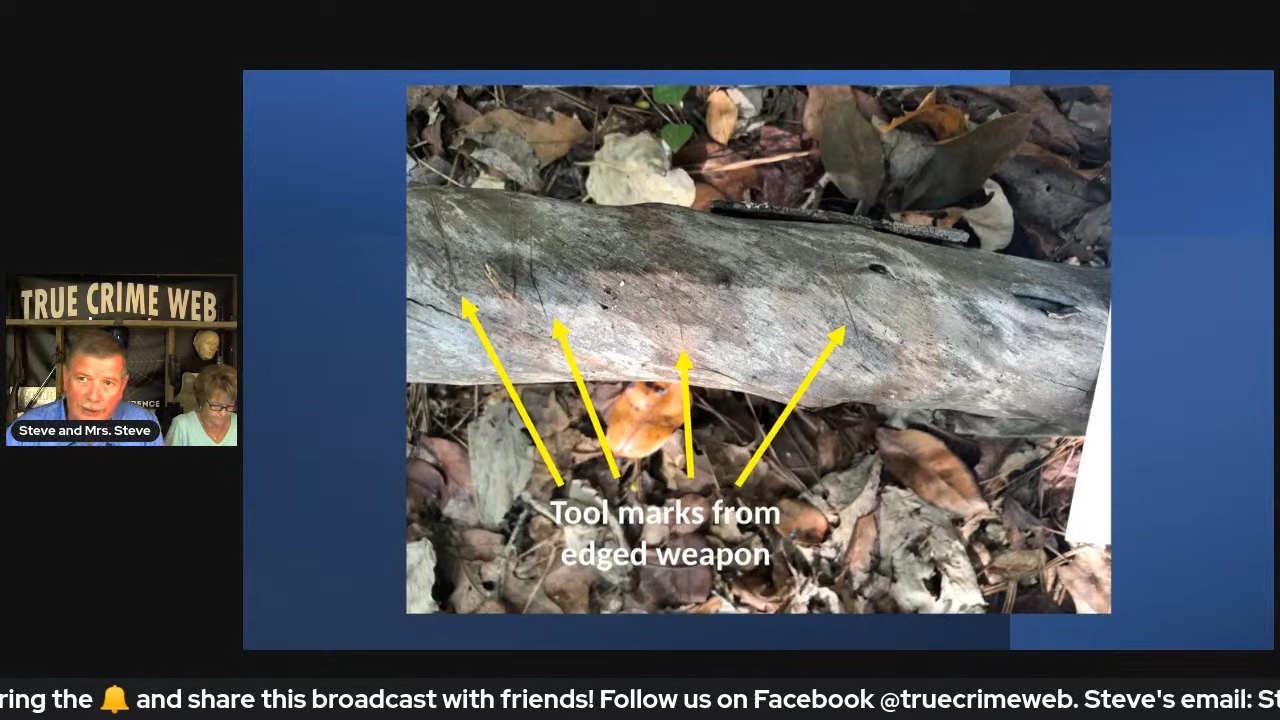 TRUE CRIME WEB
Steve and Mrs. Steve
Tool marks from
edged weapon
ring the 🔔 and share this broadcast with friends! Follow us on Facebook @truecrimeweb. Steve's email: St